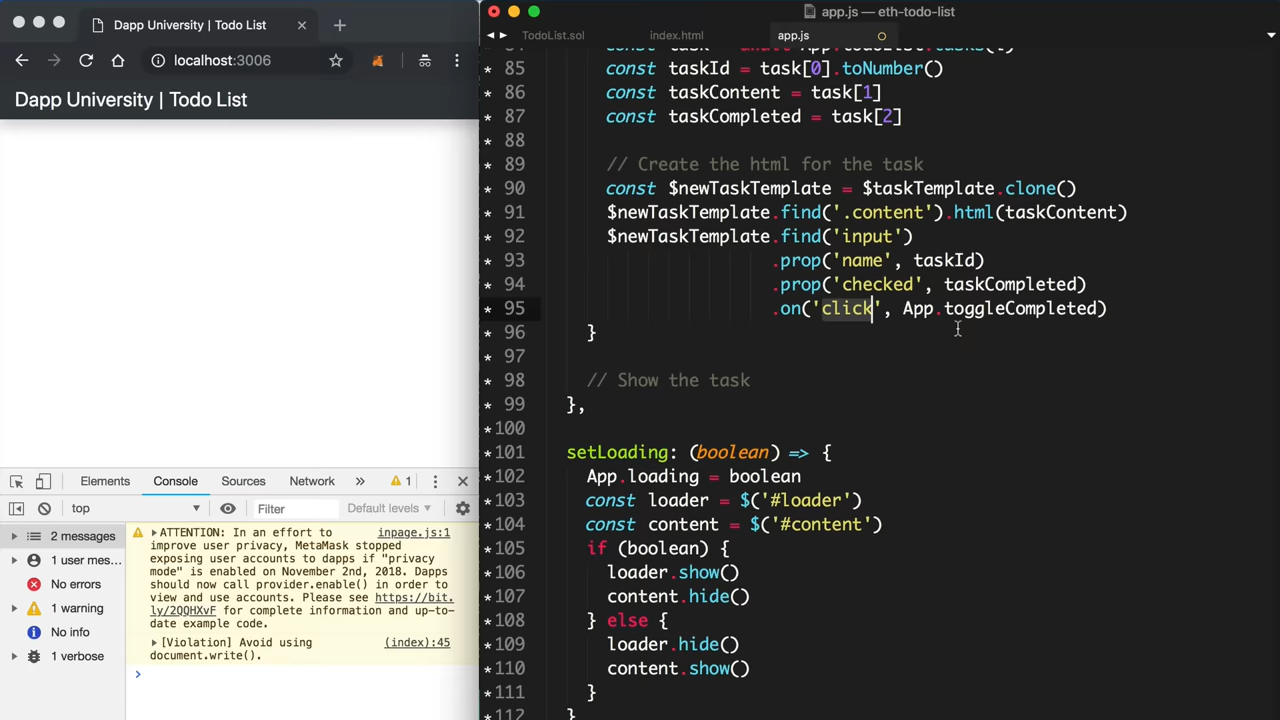 Dapp University | Todo List
localhost:3006
Dapp University | Todo List
Elements Console Sources Network 1
top Filter Default levels
2 messages
1 user mes...
No errors
1 warning
No info
1 verbose
ATTENTION: In an effort to inpage.js:1
improve user privacy, MetaMask stopped
exposing user accounts to dapps if "privacy
mode" is enabled on November 2nd, 2018. Dapps
should now call provider.enable() in order to
view and use accounts. Please see https://bit.
ly/2QQHXvF for complete information and up-to-
date example code.
[Violation] Avoid using (index):45
document.write().
app.js — eth-todo-list
TodoList.sol index.html app.js
85 const taskId = task[0].toNumber()
86 const taskContent = task[1]
87 const taskCompleted = task[2]
88
89 // Create the html for the task
90 const $newTaskTemplate = $taskTemplate.clone()
91 $newTaskTemplate.find('.content').html(taskContent)
92 $newTaskTemplate.find('input')
93 .prop('name', taskId)
94 .prop('checked', taskCompleted)
95 .on('click', App.toggleCompleted)
96 }
97
98 // Show the task
99 },
100
101 setLoading: (boolean) => {
102 App.loading = boolean
103 const loader = $('#loader')
104 const content = $('#content')
105 if (boolean) {
106 loader.show()
107 content.hide()
108 } else {
109 loader.hide()
110 content.show()
111 }
112 }